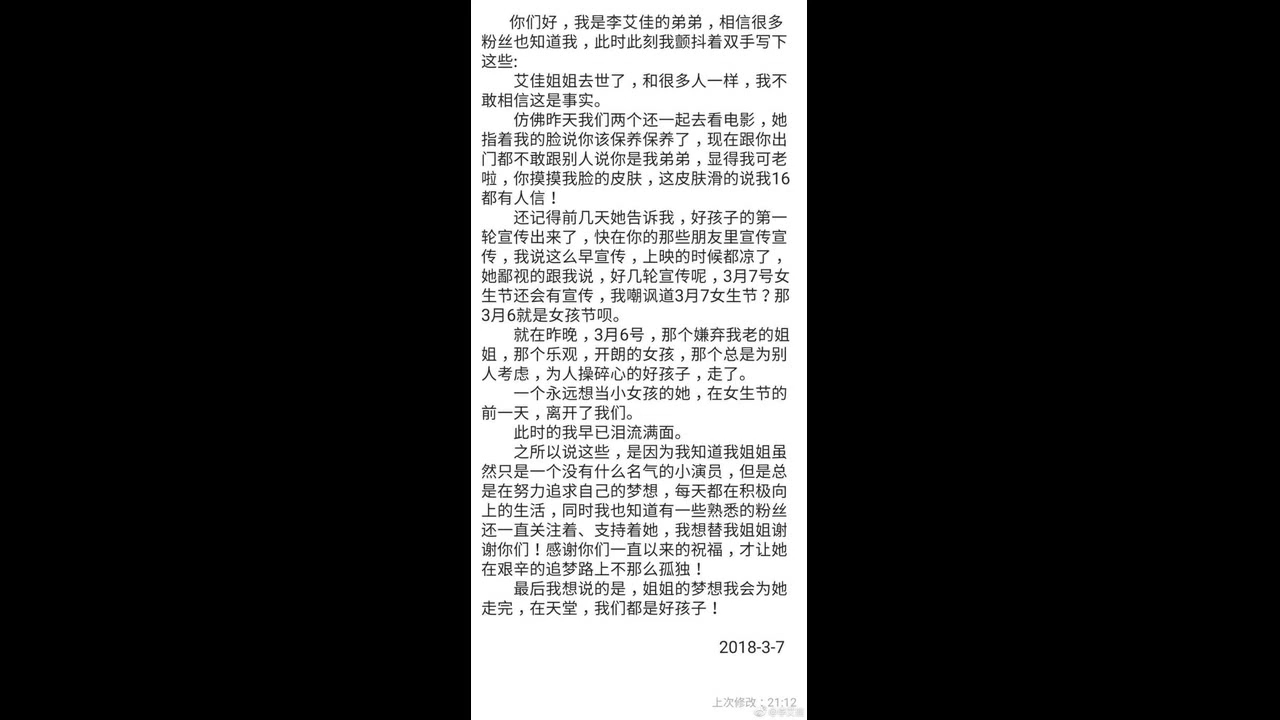 你们好，我是李艾佳的弟弟，相信很多
粉丝也知道我，此时此刻我颤抖着双手写下
这些:
艾佳姐姐去世了，和很多人一样，我不
敢相信这是事实。
仿佛昨天我们两个还一起去看电影，她
指着我的脸说你该保养保养了，现在跟你出
门都不敢跟别人说你是我弟弟，显得我可老
啦，你摸摸我脸的皮肤，这皮肤滑的说我16
都有人信！
还记得前几天她告诉我，好孩子的第一
轮宣传出来了，快在你的那些朋友里宣传宣
传，我说这么早宣传，上映的时候都凉了，
她鄙视的跟我说，好几轮宣传呢，3月7号女
生节还会有宣传，我嘲讽道3月7女生节？那
3月6就是女孩节呗。
就在昨晚，3月6号，那个嫌弃我老的姐
姐，那个乐观，开朗的女孩，那个总是为别
人考虑，为人操碎心的好孩子，走了。
一个永远想当小女孩的她，在女生节的
前一天，离开了我们。
此时的我早已泪流满面。
之所以说这些，是因为我知道我姐姐虽
然只是一个没有什么名气的小演员，但是总
是在努力追求自己的梦想，每天都在积极向
上的生活，同时我也知道有一些熟悉的粉丝
还一直关注着、支持着她，我想替我姐姐谢
谢你们！感谢你们一直以来的祝福，才让她
在艰辛的追梦路上不那么孤独！
最后我想说的是，姐姐的梦想我会为她
走完，在天堂，我们都是好孩子！
2018-3-7
上次修改：21:12